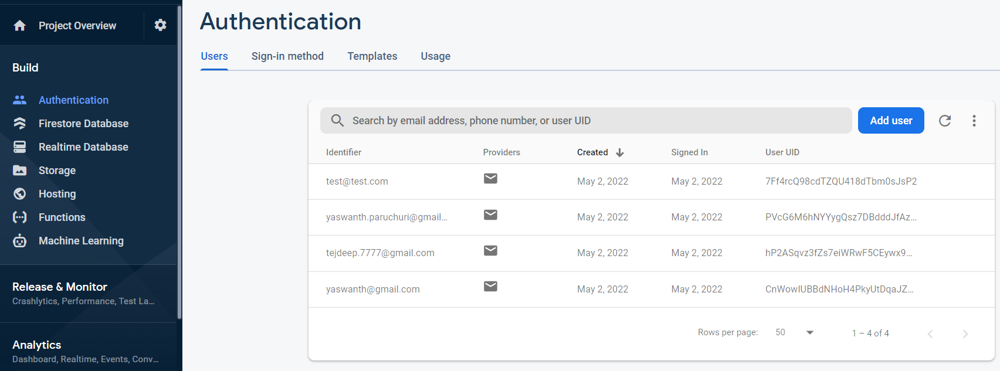 Project Overview
Build
Authentication
Firestore Database
Realtime Database
Storage
Hosting
Functions
Machine Learning
Release & Monitor
Crashlytics, Performance, Test La...
Analytics
Dashboard, Realtime, Events, Conv...
Authentication
Users Sign-in method Templates Usage
Search by email address, phone number, or user UID Add user
Identifier Providers Created Signed In User UID
test@test.com May 2, 2022 May 2, 2022 7Ff4rcQ98cdTZQU418dTbm0sJsP2
yaswanth.paruchuri@gmail... May 2, 2022 May 2, 2022 PVcG6M6hNYYygQsz7DBdddJfAz...
tejdeep.7777@gmail.com May 2, 2022 May 2, 2022 hP2ASqvz3fZs7eiWRwF5CEywx9...
yaswanth@gmail.com May 2, 2022 May 2, 2022 CnWowlUBBdNHoH4PkyUtDqaJZ...
Rows per page: 50 1 – 4 of 4